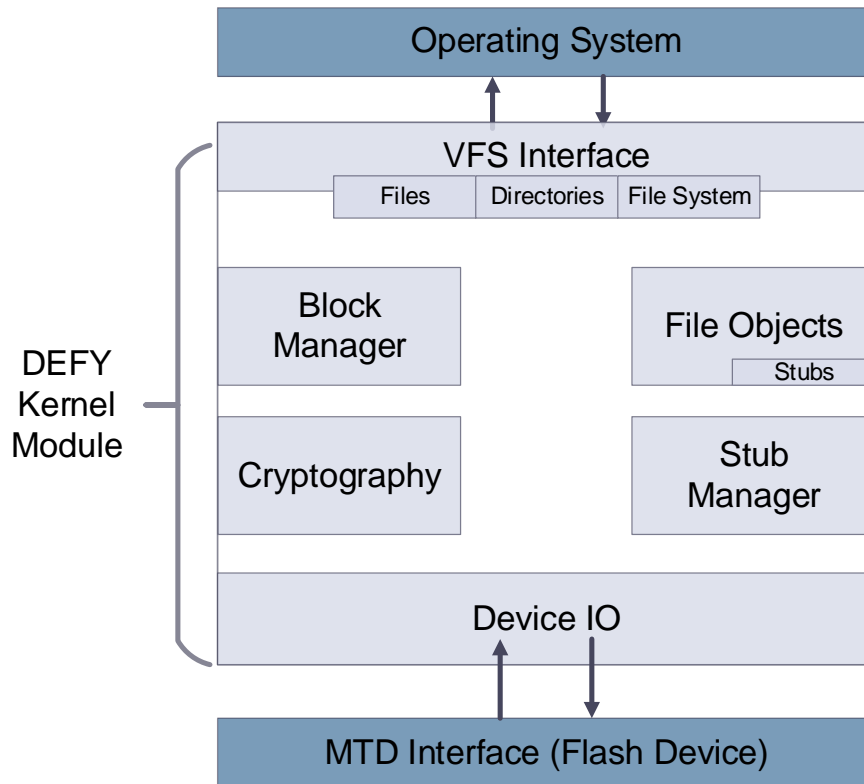 Operating System
VFS Interface
Files
Directories
File System
Block
Manager
File Objects
Stubs
DEFY
Kernel
Module
Cryptography
Stub
Manager
Device IO
MTD Interface (Flash Device)